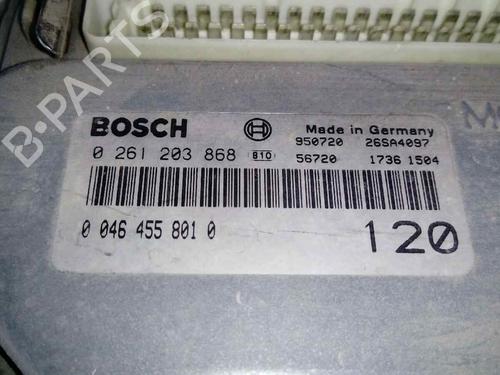 BOSCH
Made in Germany
950720 26SA4097
0 261 203 868 B10 56720 1736 1504
0 046 455 801 0
120
B-PARTS